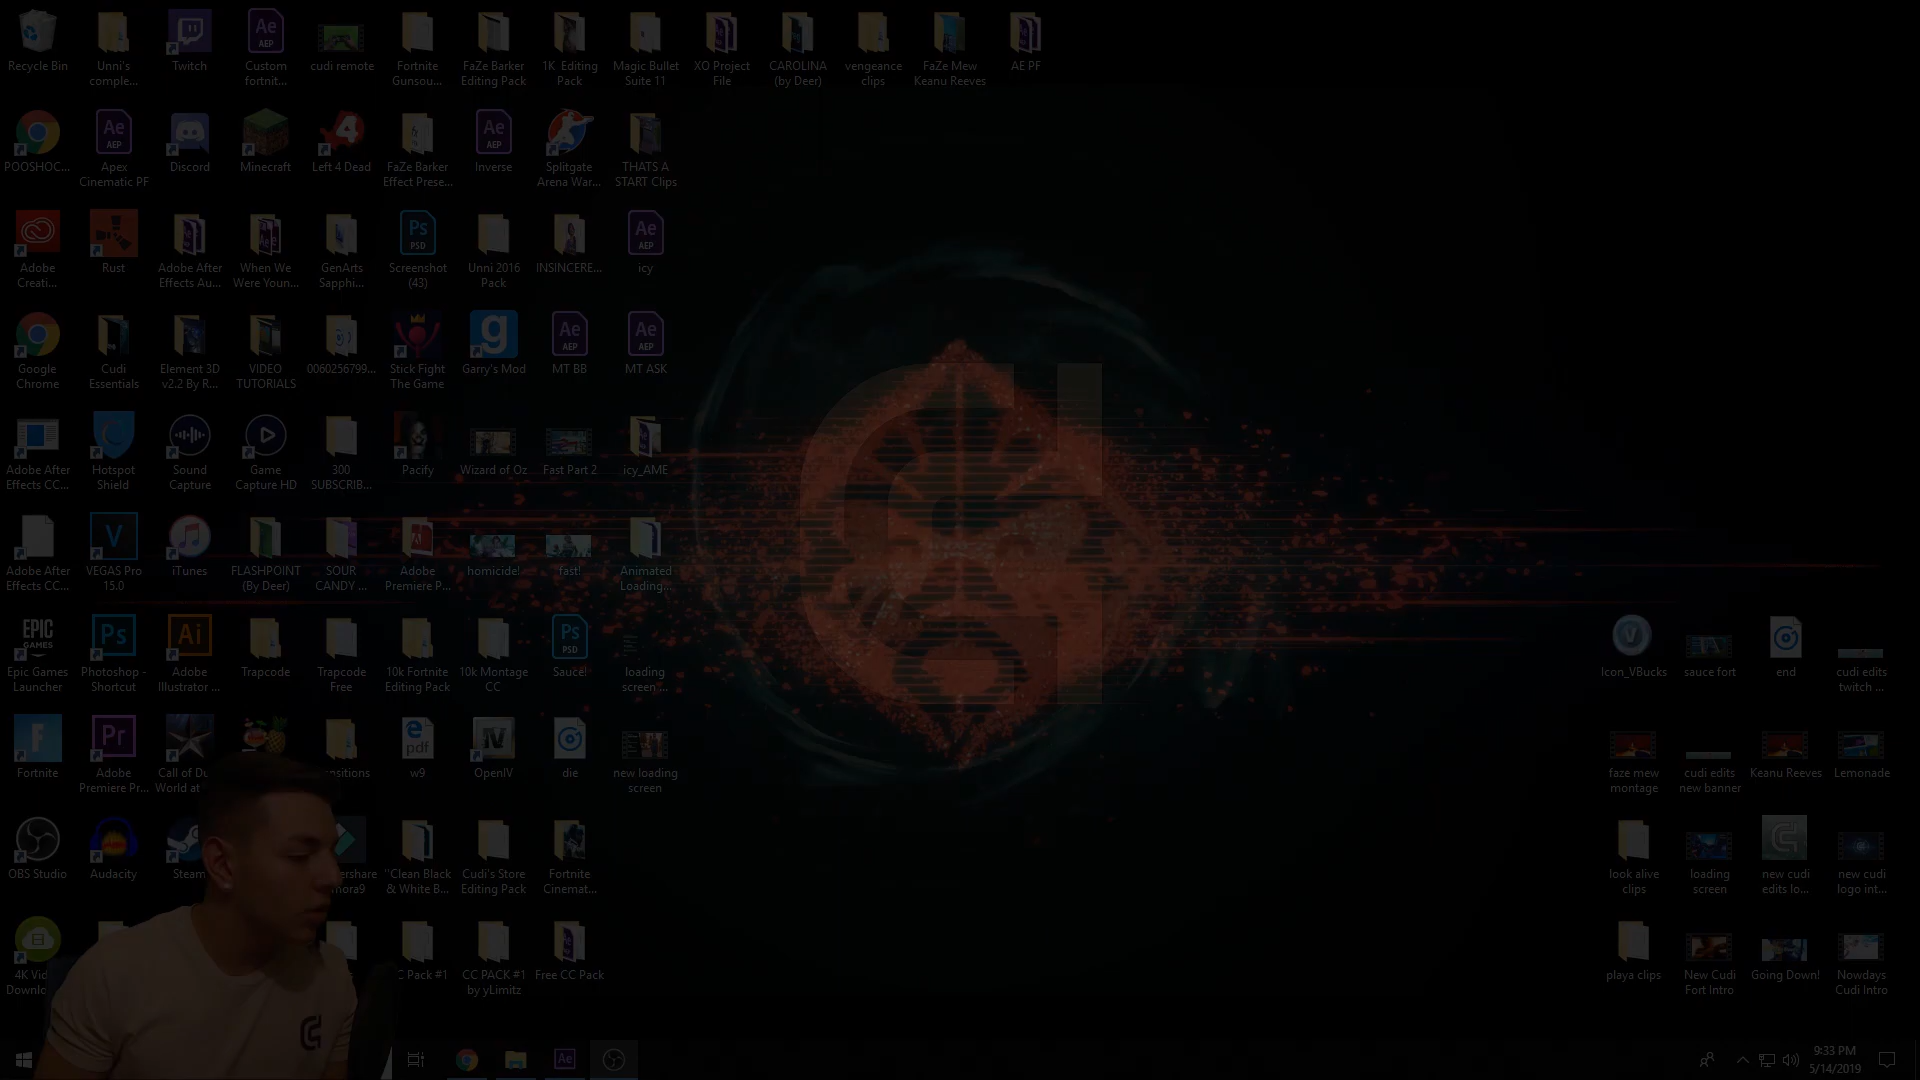 Recycle Bin
Unni's
comple...
Twitch
Custom
fortnit...
cudi remote
Fortnite
Gunsou...
FaZe Barker
Editing Pack
1K Editing
Pack
Magic Bullet
Suite 11
XO Project
File
CAROLINA
(by Deer)
vengeance
clips
FaZe Mew
Keanu Reeves
AE PF
POOSHOC...
Apex
Cinematic PF
Discord
Minecraft
Left 4 Dead
FaZe Barker
Effect Prese...
Inverse
Splitgate
Arena War...
THATS A
START Clips
Adobe
Creati...
Rust
Adobe After
Effects Au...
When We
Were Youn...
GenArts
Sapphi...
Screenshot
(43)
Unni 2016
Pack
INSINCERE...
icy
Google
Chrome
Cudi
Essentials
Element 3D
v2.2 By R...
VIDEO
TUTORIALS
0060256799...
Stick Fight
The Game
Garry's Mod
MT BB
MT ASK
Adobe After
Effects CC...
Hotspot
Shield
Sound
Capture
Game
Capture HD
300
SUBSCRIB...
Pacify
Wizard of Oz
Fast Part 2
icy_AME
Adobe After
Effects CC...
VEGAS Pro
15.0
iTunes
FLASHPOINT
(By Deer)
SOUR
CANDY ...
Adobe
Premiere P...
homicide!
fast!
Animated
Loading...
Epic Games
Launcher
Photoshop -
Shortcut
Adobe
Illustrator ...
Trapcode
Trapcode
Free
10k Fortnite
Editing Pack
10k Montage
CC
Sauce!
loading
screen ...
Icon_VBucks
sauce fort
end
cudi edits
twitch ...
Fortnite
Adobe
Premiere Pr...
Call of Du
World at
nsitions
w9
OpenIV
die
new loading
screen
faze mew
montage
cudi edits
new banner
Keanu Reeves
Lemonade
OBS Studio
Audacity
Steam
ershare
mora9
"Clean Black
& White B...
Cudi's Store
Editing Pack
Fortnite
Cinemat...
look alive
clips
loading
screen
new cudi
edits lo...
new cudi
logo int...
4K Vid
Downlo
C Pack #1
CC PACK #1
by yLimitz
Free CC Pack
playa clips
New Cudi
Fort Intro
Going Down!
Nowdays
Cudi Intro
9:33 PM
5/14/2019